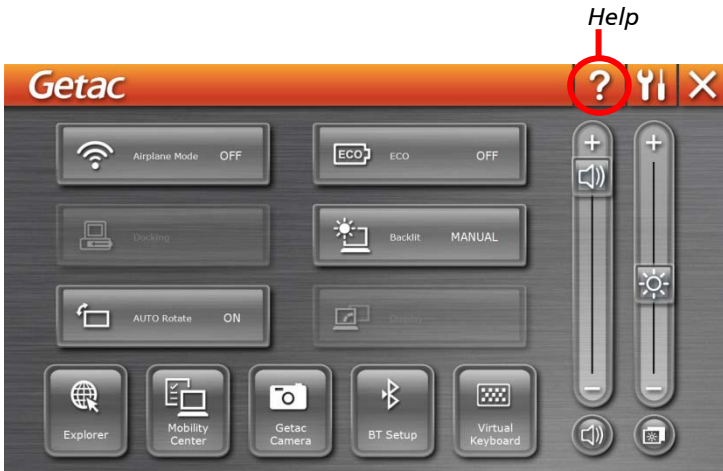 Help
Getac
?
Airplane Mode OFF
ECO ECO OFF
Docking
Backlit MANUAL
AUTO Rotate ON
Display
Explorer
Mobility
Center
Getac
Camera
BT Setup
Virtual
Keyboard